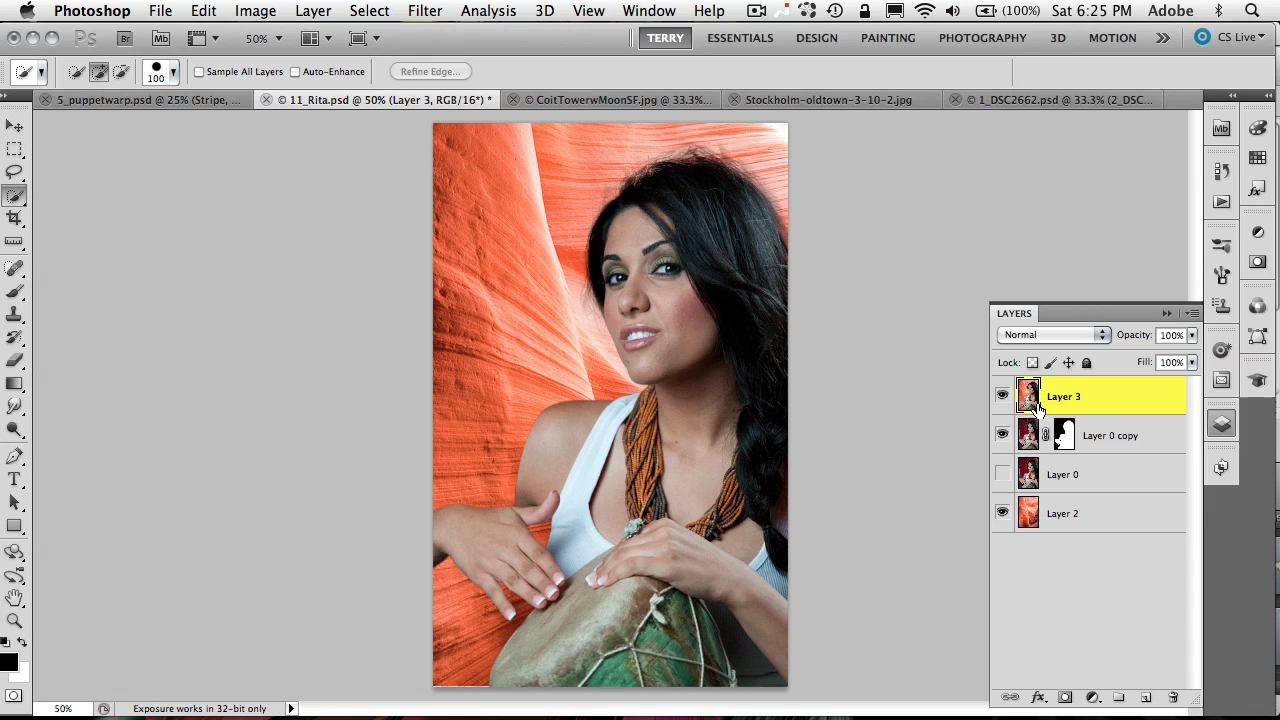 Photoshop File Edit Image Layer Select Filter Analysis 3D View Window Help (100%) Sat 6:25 PM Adobe
Ps Br Mb 50% TERRY ESSENTIALS DESIGN PAINTING PHOTOGRAPHY 3D MOTION CS Live
100 Sample All Layers Auto-Enhance Refine Edge...
5_puppetwarp.psd @ 25% (Stripe, ... © 11_Rita.psd @ 50% (Layer 3, RGB/16*) * © CoitTowerwMoonSF.jpg @ 33.3%... Stockholm-oldtown-3-10-2.jpg © 1_DSC2662.psd @ 33.3% (2_DSC...
Mb
LAYERS
Normal Opacity: 100%
Lock: Fill: 100%
Layer 3
Layer 0 copy
Layer 0
Layer 2
50% Exposure works in 32-bit only